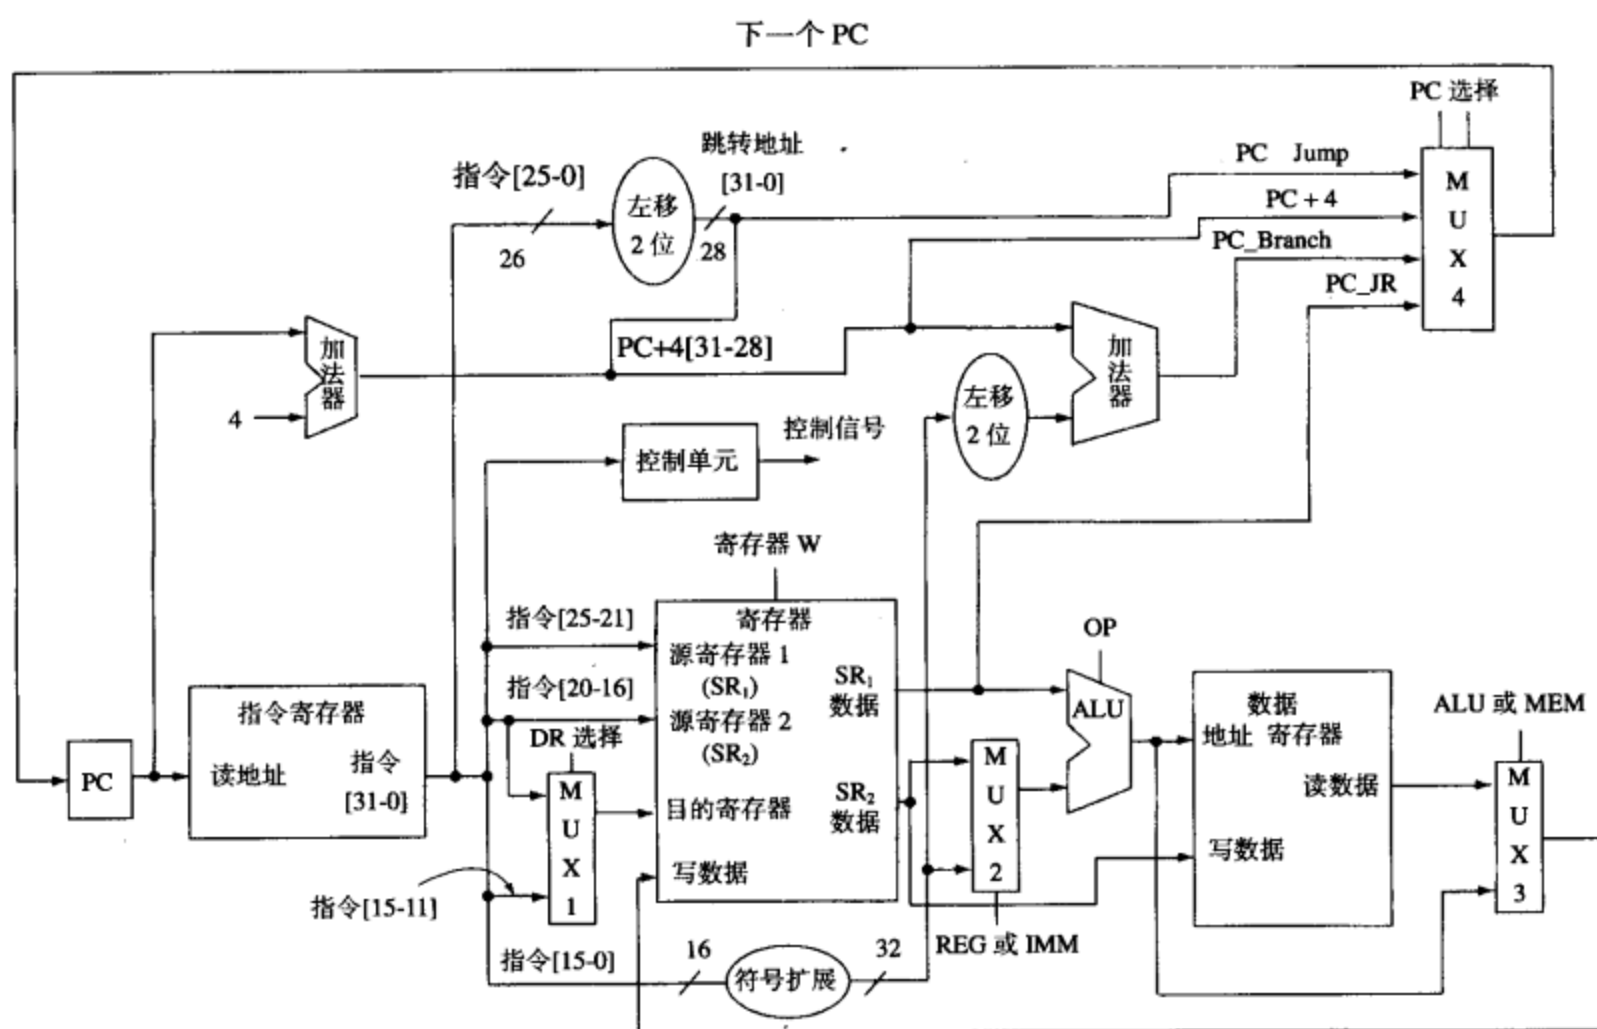 下一个 PC
PC 选择
跳转地址
[31-0]
指令[25-0]
左移
2 位
26
28
PC Jump
PC + 4
PC_Branch
PC_JR
M
U
X
4
加
法
器
4
PC+4[31-28]
加
法
器
左移
2 位
控制单元
控制信号
寄存器 W
指令[25-21]
寄存器
源寄存器 1
(SR₁)
SR₁
数据
指令[20-16]
源寄存器 2
(SR₂)
DR 选择
OP
ALU
指令寄存器
读地址
指令
[31-0]
PC
M
U
X
1
目的寄存器
SR₂
数据
写数据
M
U
X
2
REG 或 IMM
数据
地址 寄存器
读数据
写数据
ALU 或 MEM
M
U
X
3
指令[15-11]
指令[15-0]
16
符号扩展
32